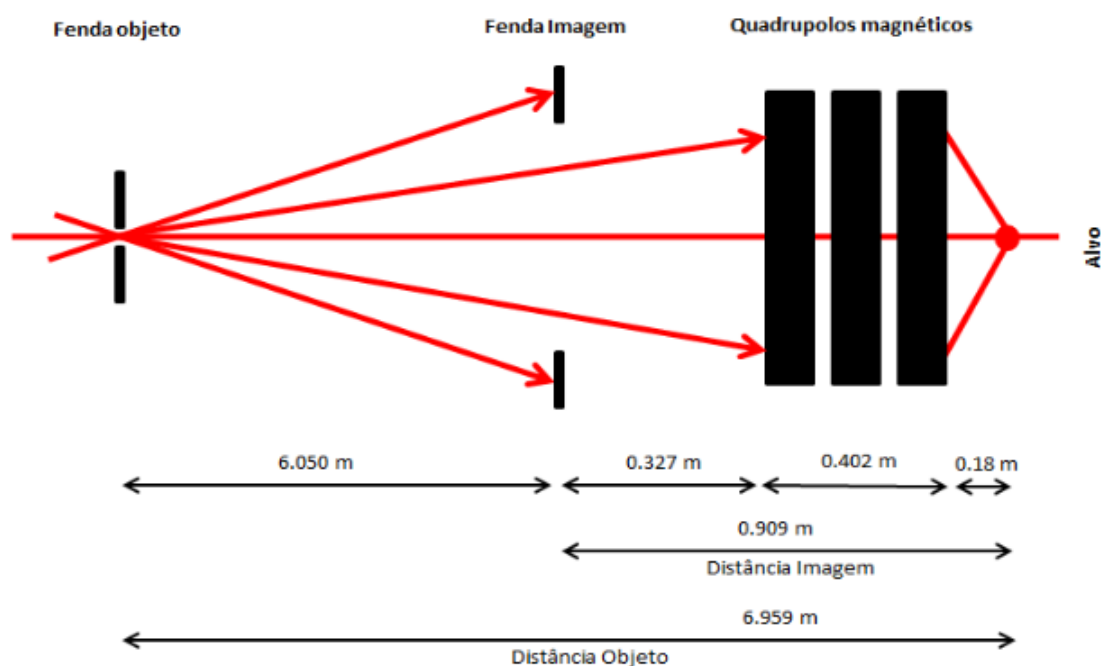 Fenda objeto
Fenda Imagem
Quadrupolos magnéticos
Alvo
6.050 m
0.327 m
0.402 m
0.18 m
0.909 m
Distância Imagem
6.959 m
Distância Objeto